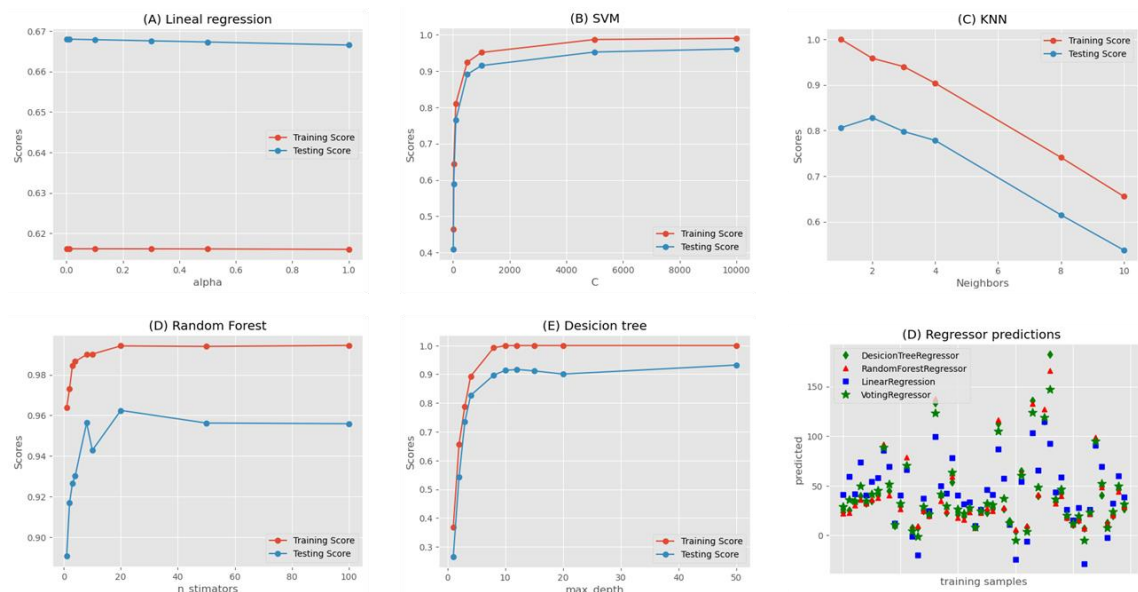 (A) Lineal regression
0.67
0.66
0.65
0.64
0.63
0.62
Scores
Training Score
Testing Score
0.0 0.2 0.4 0.6 0.8 1.0
alpha
(B) SVM
1.0
0.9
0.8
0.7
0.6
0.5
0.4
Scores
Training Score
Testing Score
0 2000 4000 6000 8000 10000
C
(C) KNN
1.0
0.9
0.8
0.7
0.6
Scores
Training Score
Testing Score
2 4 6 8 10
Neighbors
(D) Random Forest
0.98
0.96
0.94
0.92
0.90
Scores
Training Score
Testing Score
0 20 40 60 80 100
n_stimators
(E) Desicion tree
1.0
0.9
0.8
0.7
0.6
0.5
0.4
0.3
Scores
Training Score
Testing Score
0 10 20 30 40 50
max_depth
(D) Regressor predictions
DesicionTreeRegressor
RandomForestRegressor
LinearRegression
VotingRegressor
150
100
50
0
predicted
training samples